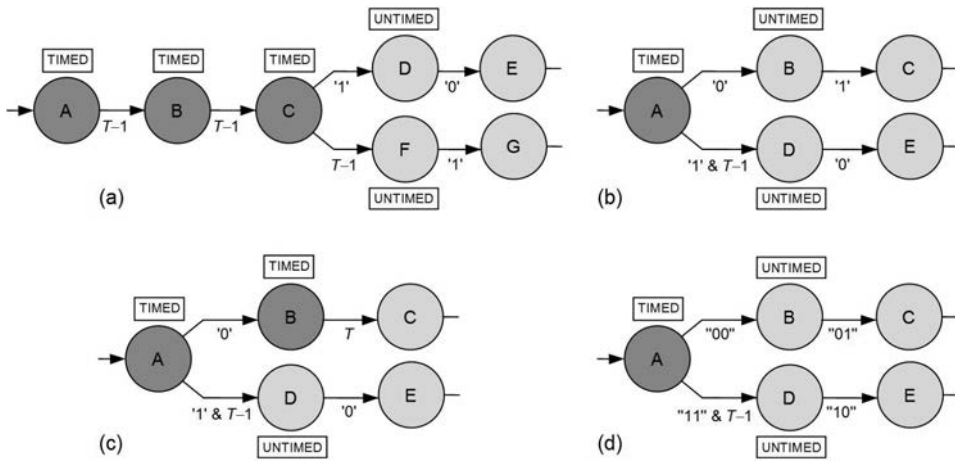 UNTIMED
TIMED TIMED TIMED
A B C D E
T–1 T–1 '1' '0'
T–1 F '1' G
UNTIMED
(a)
UNTIMED
TIMED
A B C
'0' '1'
'1' & T–1 D '0' E
UNTIMED
(b)
TIMED
TIMED
A B C
'0' T
'1' & T–1 D '0' E
UNTIMED
(c)
UNTIMED
TIMED
A B C
"00" "01"
"11" & T–1 D "10" E
UNTIMED
(d)